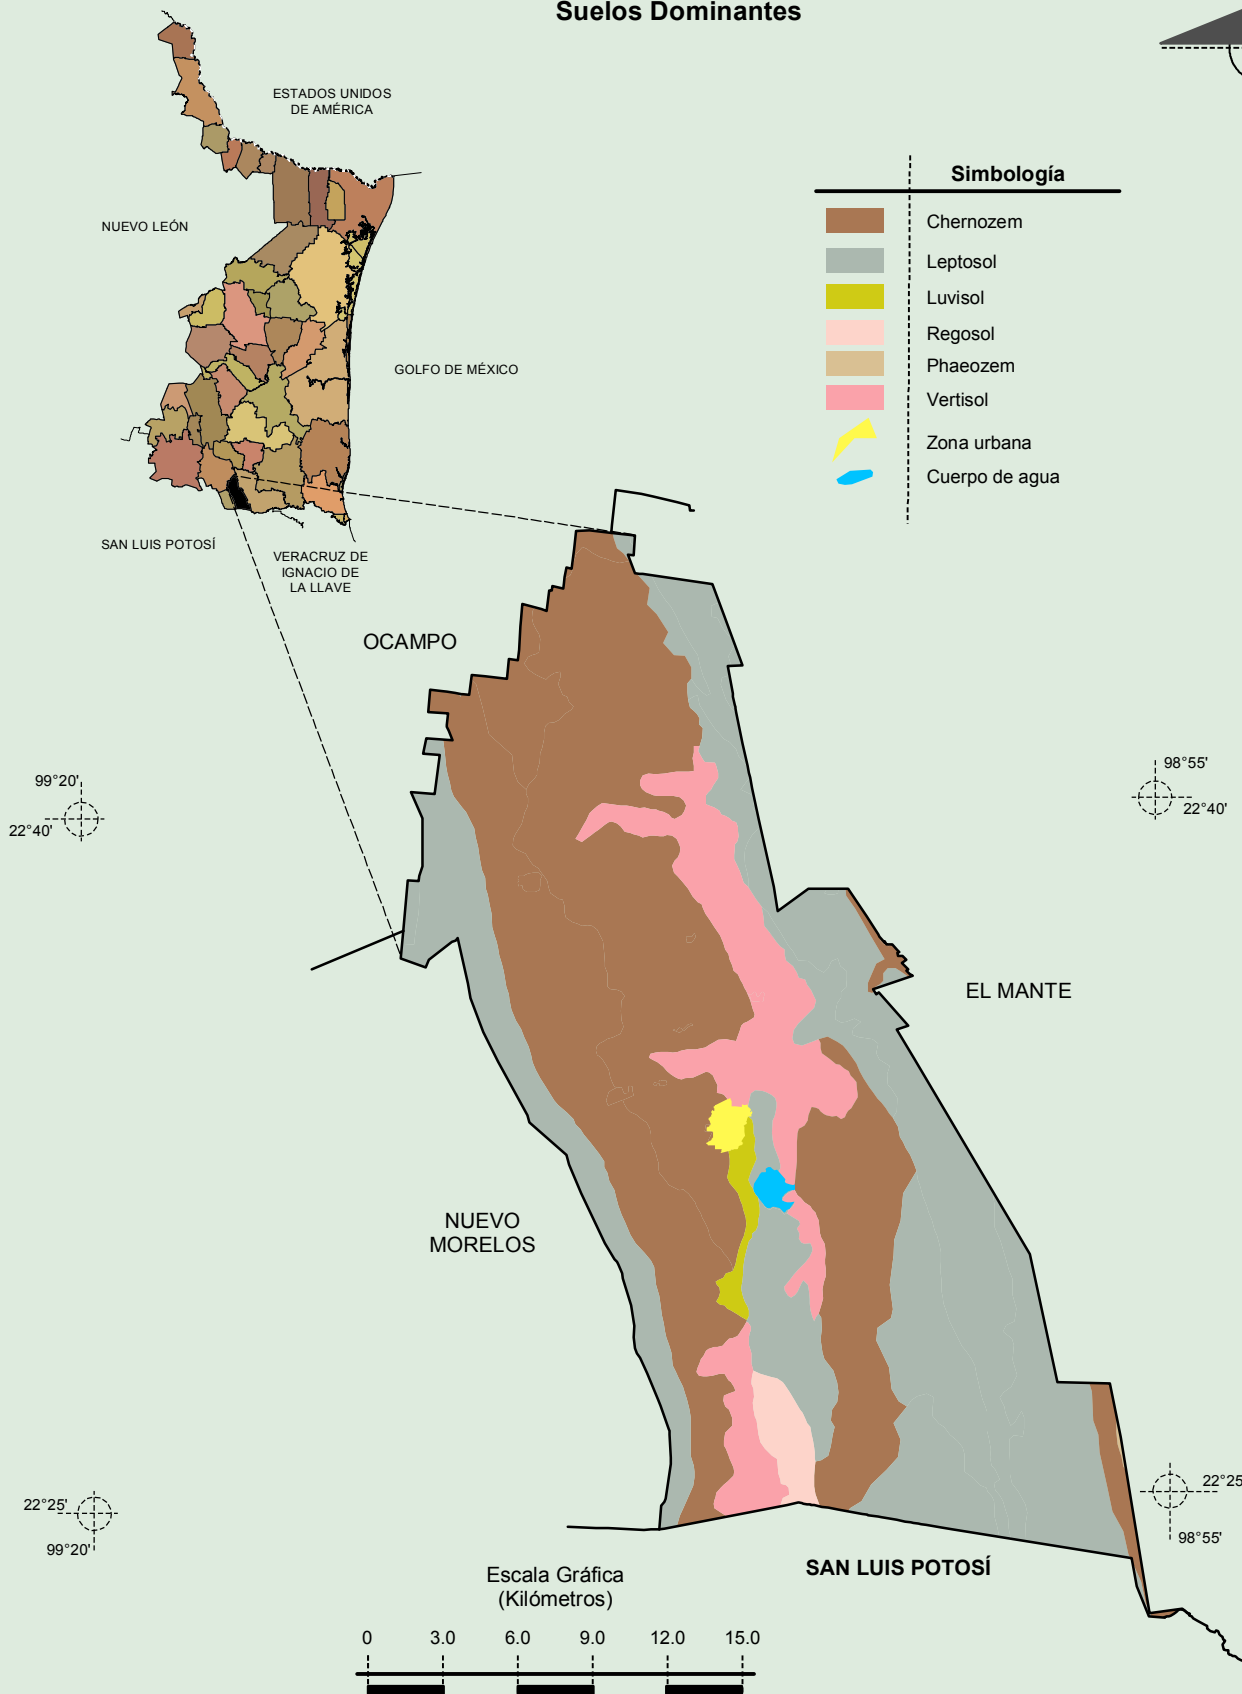 Suelos Dominantes
ESTADOS UNIDOS
DE AMÉRICA
NUEVO LEÓN
GOLFO DE MÉXICO
SAN LUIS POTOSÍ
VERACRUZ DE
IGNACIO DE
LA LLAVE
Simbología
Chernozem
Leptosol
Luvisol
Regosol
Phaeozem
Vertisol
Zona urbana
Cuerpo de agua
OCAMPO
99°20'
22°40'
98°55'
22°40'
EL MANTE
NUEVO
MORELOS
22°25'
99°20'
22°25'
98°55'
SAN LUIS POTOSÍ
Escala Gráfica
(Kilómetros)
0 3.0 6.0 9.0 12.0 15.0